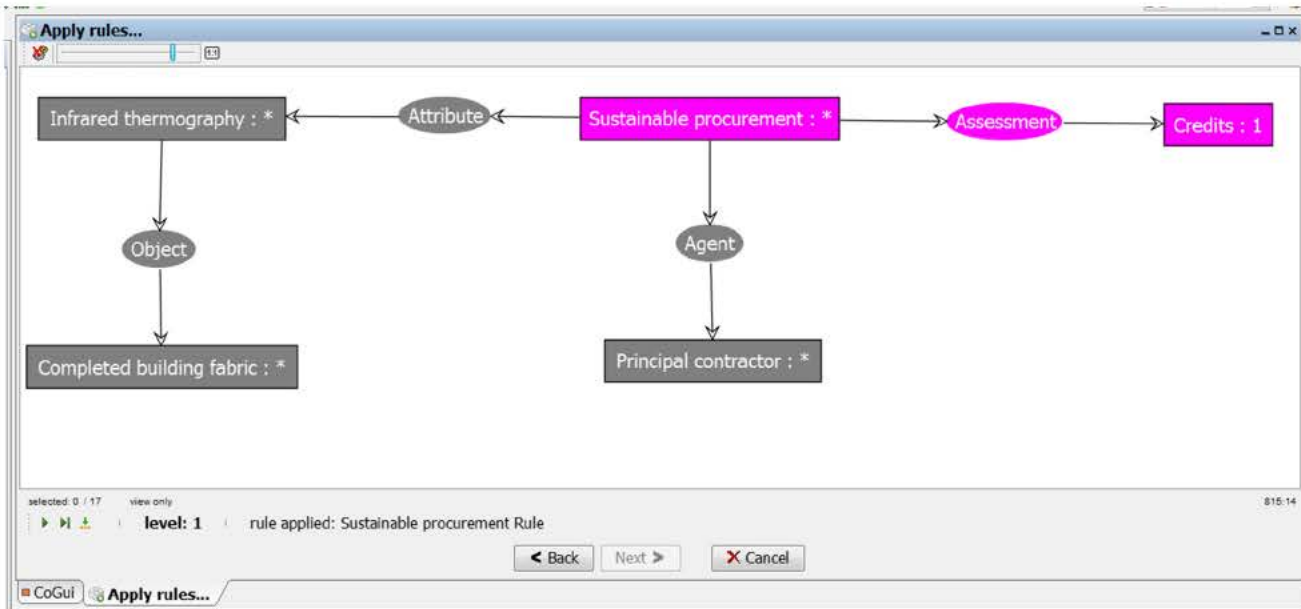 Apply rules...
1:1
Infrared thermography : *
Attribute
Sustainable procurement : *
Assessment
Credits : 1
Object
Agent
Completed building fabric : *
Principal contractor : *
selected: 0 / 17 view only 815:14
level: 1 rule applied: Sustainable procurement Rule
< Back Next > Cancel
CoGui Apply rules...